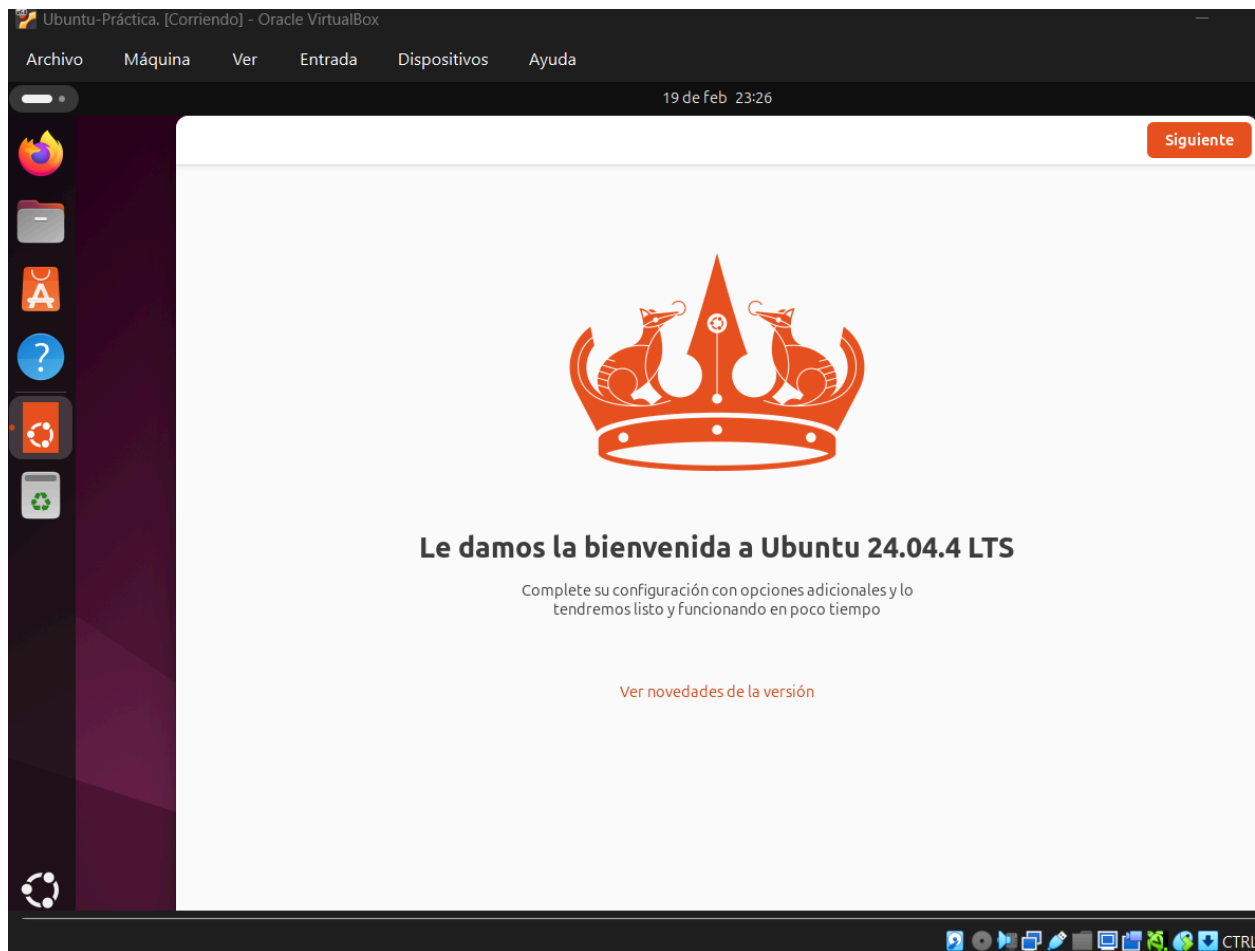 Ubuntu-Práctica. [Corriendo] - Oracle VirtualBox
Archivo Máquina Ver Entrada Dispositivos Ayuda
19 de feb 23:26
Siguiente
Le damos la bienvenida a Ubuntu 24.04.4 LTS
Complete su configuración con opciones adicionales y lo
tendremos listo y funcionando en poco tiempo
Ver novedades de la versión
CTRL